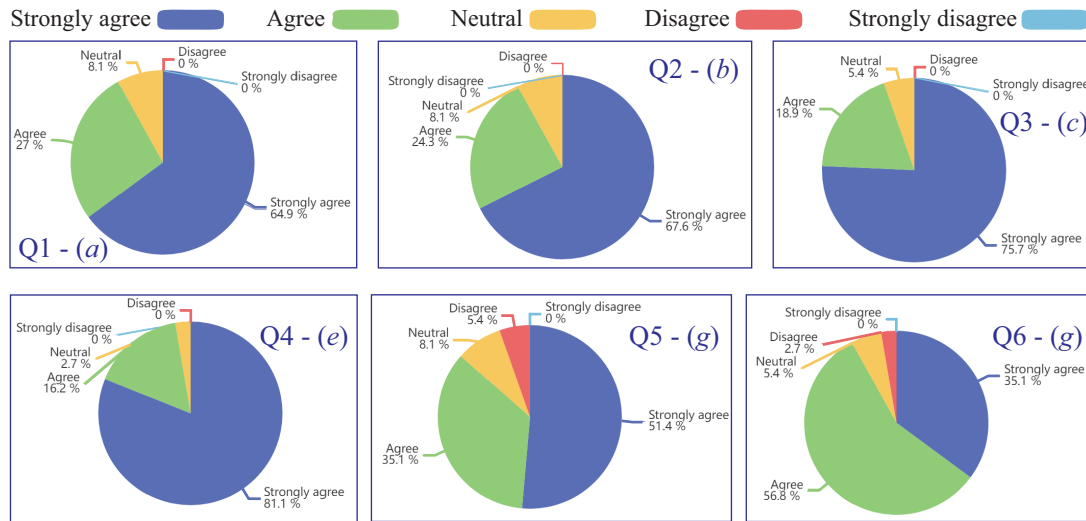 Strongly agree Agree Neutral Disagree Strongly disagree
Disagree
0 %
Neutral
8.1 %
Strongly disagree
0 %
Agree
27 %
Strongly agree
64.9 %
Q1 - (a)
Disagree
0 %
Q2 - (b)
Strongly disagree
0 %
Neutral
8.1 %
Agree
24.3 %
Strongly agree
67.6 %
Neutral
5.4 %
Disagree
0 %
Strongly disagree
0 %
Agree
18.9 %
Q3 - (c)
Strongly agree
75.7 %
Disagree
0 %
Strongly disagree
0 %
Q4 - (e)
Neutral
2.7 %
Agree
16.2 %
Strongly agree
81.1 %
Disagree
5.4 %
Strongly disagree
0 %
Neutral
8.1 %
Q5 - (g)
Strongly agree
51.4 %
Agree
35.1 %
Strongly disagree
0 %
Disagree
2.7 %
Q6 - (g)
Neutral
5.4 %
Strongly agree
35.1 %
Agree
56.8 %